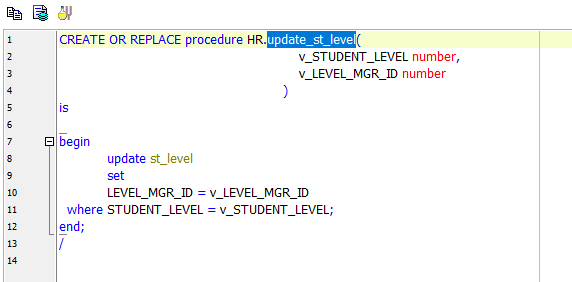 1 CREATE OR REPLACE procedure HR.update_st_level(
2 v_STUDENT_LEVEL number,
3 v_LEVEL_MGR_ID number
4 )
5 is
6
7 begin
8 update st_level
9 set
10 LEVEL_MGR_ID = v_LEVEL_MGR_ID
11 where STUDENT_LEVEL = v_STUDENT_LEVEL;
12 end;
13 /
14